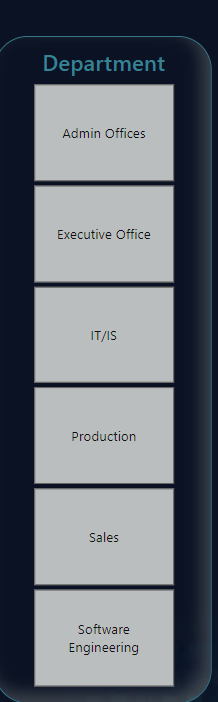 Department
Admin Offices
Executive Office
IT/IS
Production
Sales
Software
Engineering